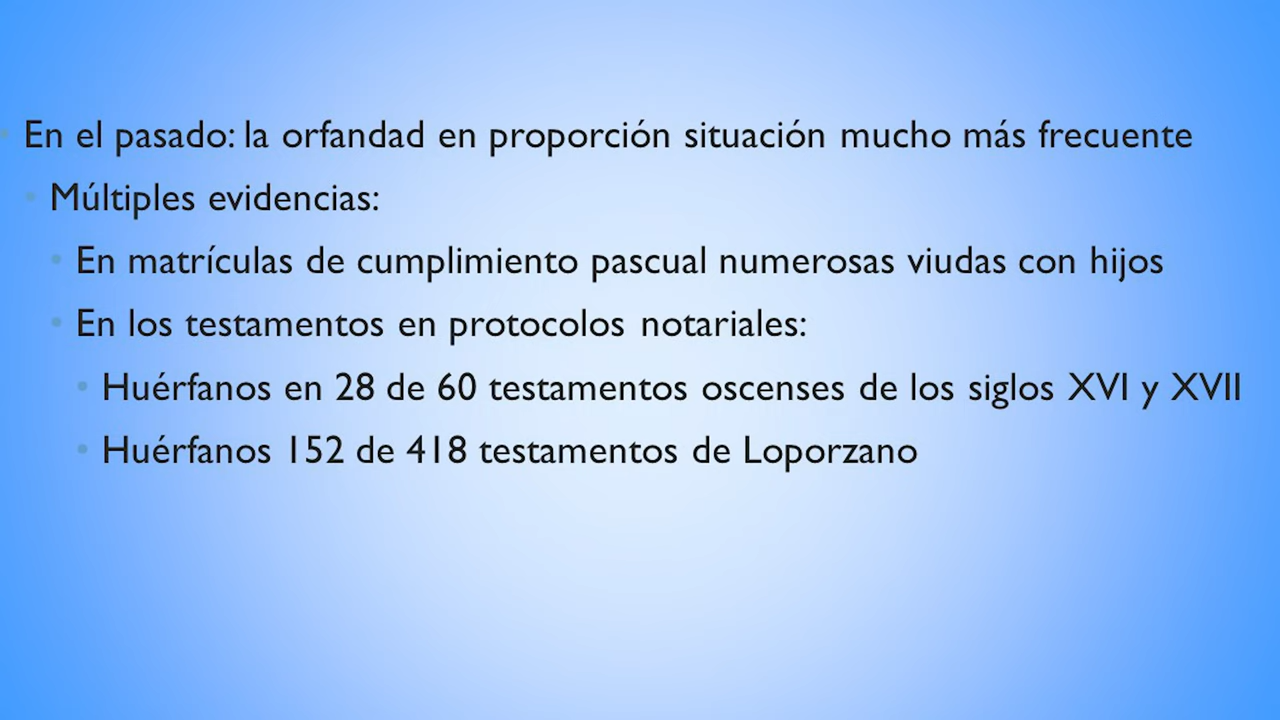 En el pasado: la orfandad en proporción situación mucho más frecuente
Múltiples evidencias:
En matrículas de cumplimiento pascual numerosas viudas con hijos
En los testamentos en protocolos notariales:
Huérfanos en 28 de 60 testamentos oscenses de los siglos XVI y XVII
Huérfanos 152 de 418 testamentos de Loporzano